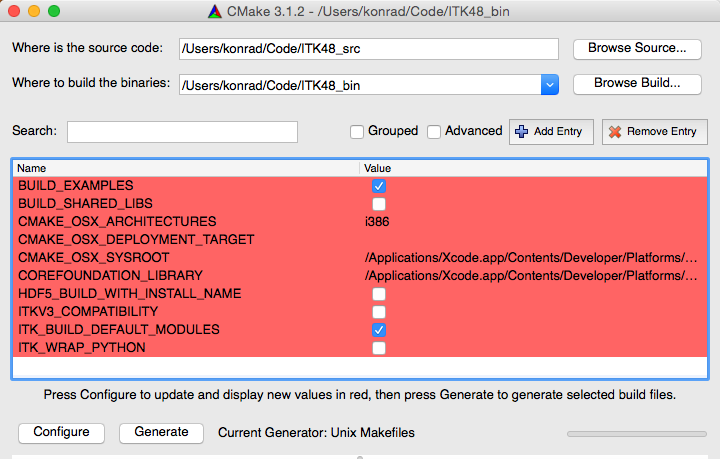 CMake 3.1.2 - /Users/konrad/Code/ITK48_bin
Where is the source code: /Users/konrad/Code/ITK48_src Browse Source...
Where to build the binaries: /Users/konrad/Code/ITK48_bin Browse Build...
Search: Grouped Advanced Add Entry Remove Entry
Name Value
BUILD_EXAMPLES
BUILD_SHARED_LIBS
CMAKE_OSX_ARCHITECTURES i386
CMAKE_OSX_DEPLOYMENT_TARGET
CMAKE_OSX_SYSROOT /Applications/Xcode.app/Contents/Developer/Platforms/...
COREFOUNDATION_LIBRARY /Applications/Xcode.app/Contents/Developer/Platforms/...
HDF5_BUILD_WITH_INSTALL_NAME
ITKV3_COMPATIBILITY
ITK_BUILD_DEFAULT_MODULES
ITK_WRAP_PYTHON
Press Configure to update and display new values in red, then press Generate to generate selected build files.
Configure Generate Current Generator: Unix Makefiles